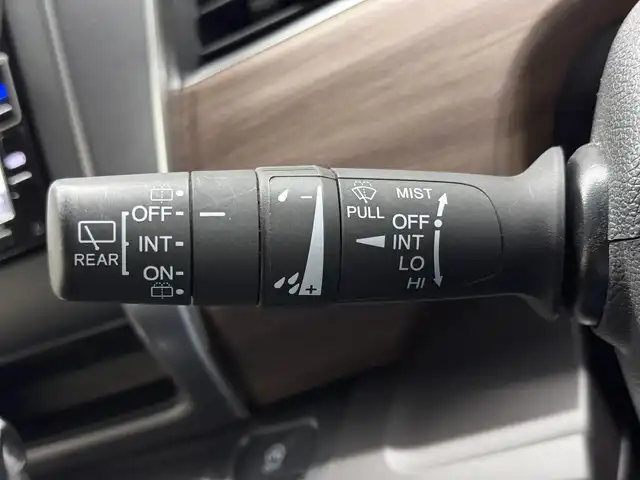 REAR
OFF
INT
ON
− +
PULL
MIST
OFF
INT
LO
HI